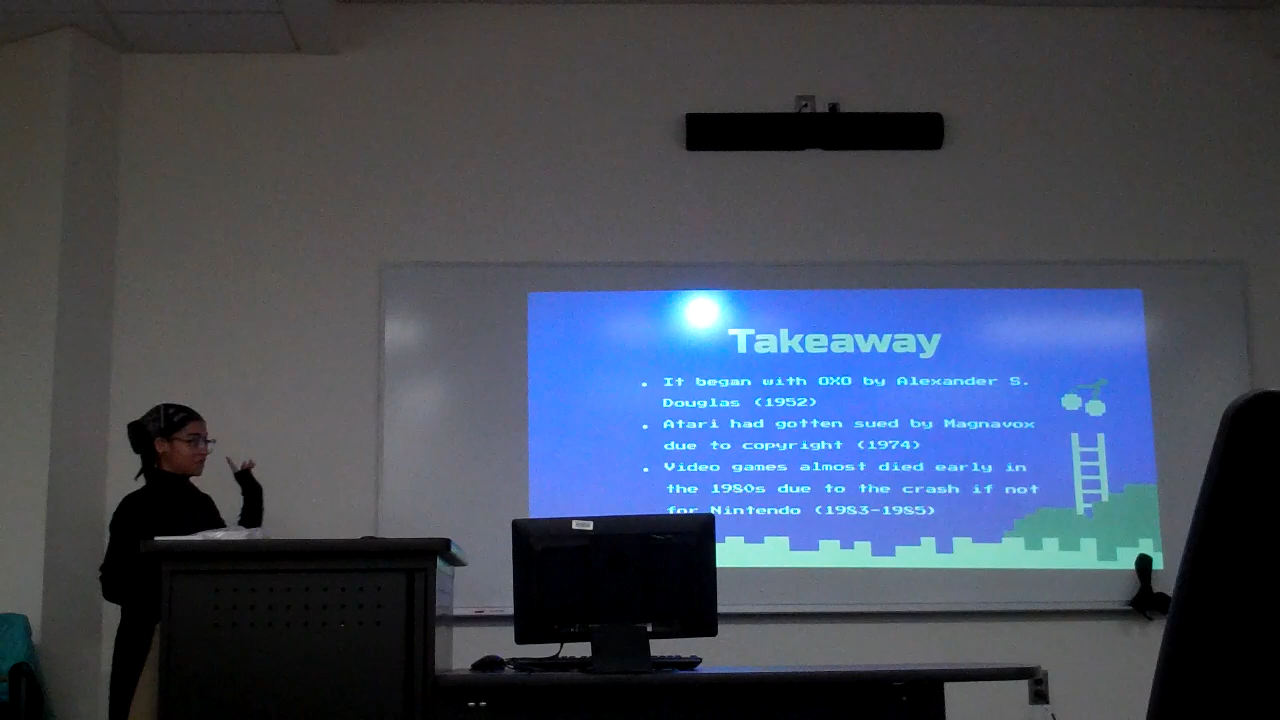 Takeaway
• It began with OXO by Alexander S.
Douglas (1952)
• Atari had gotten sued by Magnavox
due to copyright (1974)
• Video games almost died early in
the 1980s due to the crash if not
for Nintendo (1983-1985)